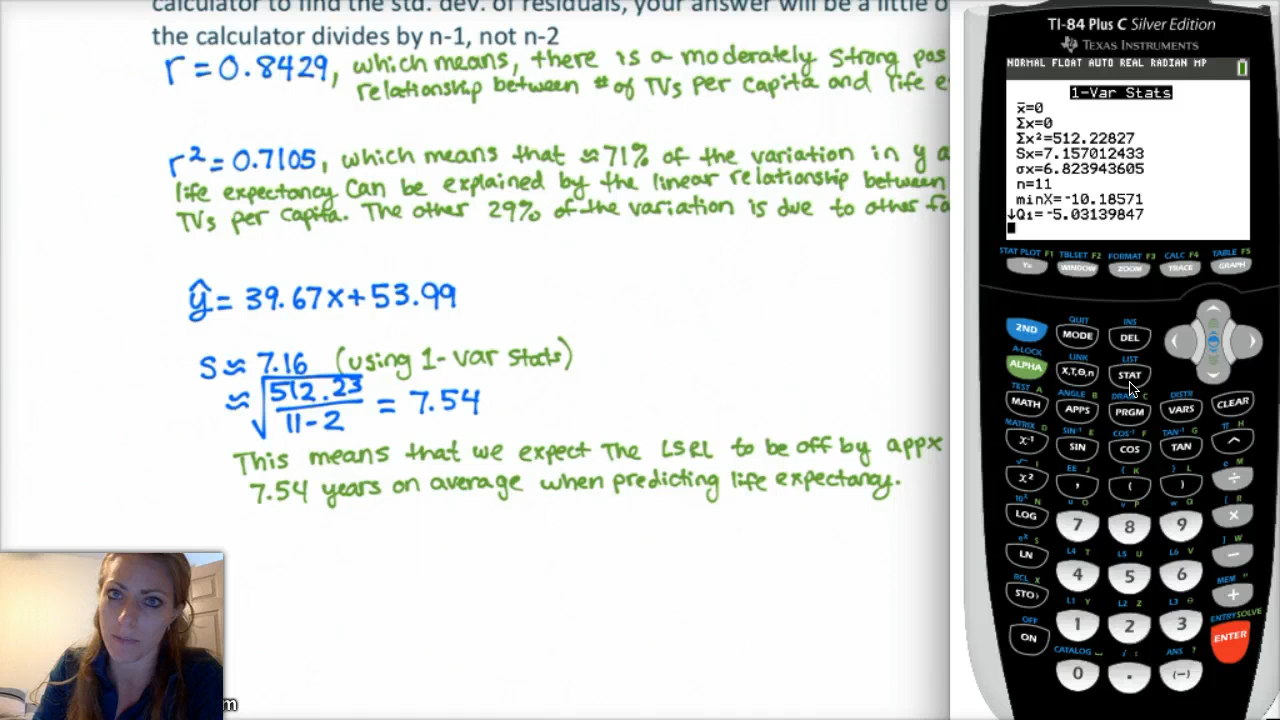 calculator to find the std. dev. of residuals, your answer will be a little o
the calculator divides by n-1, not n-2
r = 0.8429, which means, there is a moderately strong pos
relationship between # of TVs per capita and life e
r² = 0.7105, which means that ≈71% of the variation in y a
life expectancy can be explained by the linear relationship between
TVs per capita. The other 29% of the variation is due to other fa
ŷ = 39.67x+53.99
S ≈ 7.16 (using 1-var stats)
≈ √512.23/11-2 = 7.54
This means that we expect the LSRL to be off by appx
7.54 years on average when predicting life expectancy.
m
TI-84 Plus C Silver Edition
TEXAS INSTRUMENTS
NORMAL FLOAT AUTO REAL RADIAN MP
1-Var Stats
x̄=0
Σx=0
Σx²=512.22827
Sx=7.157012433
σx=6.823943605
n=11
minX=-10.18571
↓Q1=-5.03139847
STAT PLOT F1 TBLSET F2 FORMAT F3 CALC F4 TABLE F5
Y= WINDOW ZOOM TRACE GRAPH
QUIT INS
2ND MODE DEL
A-LOCK LINK LIST
ALPHA X,T,θ,n STAT
TEST A ANGLE B DRAW C DISTR
MATH APPS PRGM VARS CLEAR
MATRIX D SIN⁻¹ E COS⁻¹ F TAN⁻¹ G π H
x⁻¹ SIN COS TAN ^
√ I EE J { K } L e M
x² , ( ) ÷
10ˣ N u O v P w Q [ R
LOG 7 8 9 ×
eˣ S L4 T L5 U L6 V ] W
LN 4 5 6 −
RCL X L1 Y L2 Z L3 θ MEM "
STO› 1 2 3 +
OFF CATALOG ␣ i : ANS ? ENTRY SOLVE
ON 0 . (−) ENTER